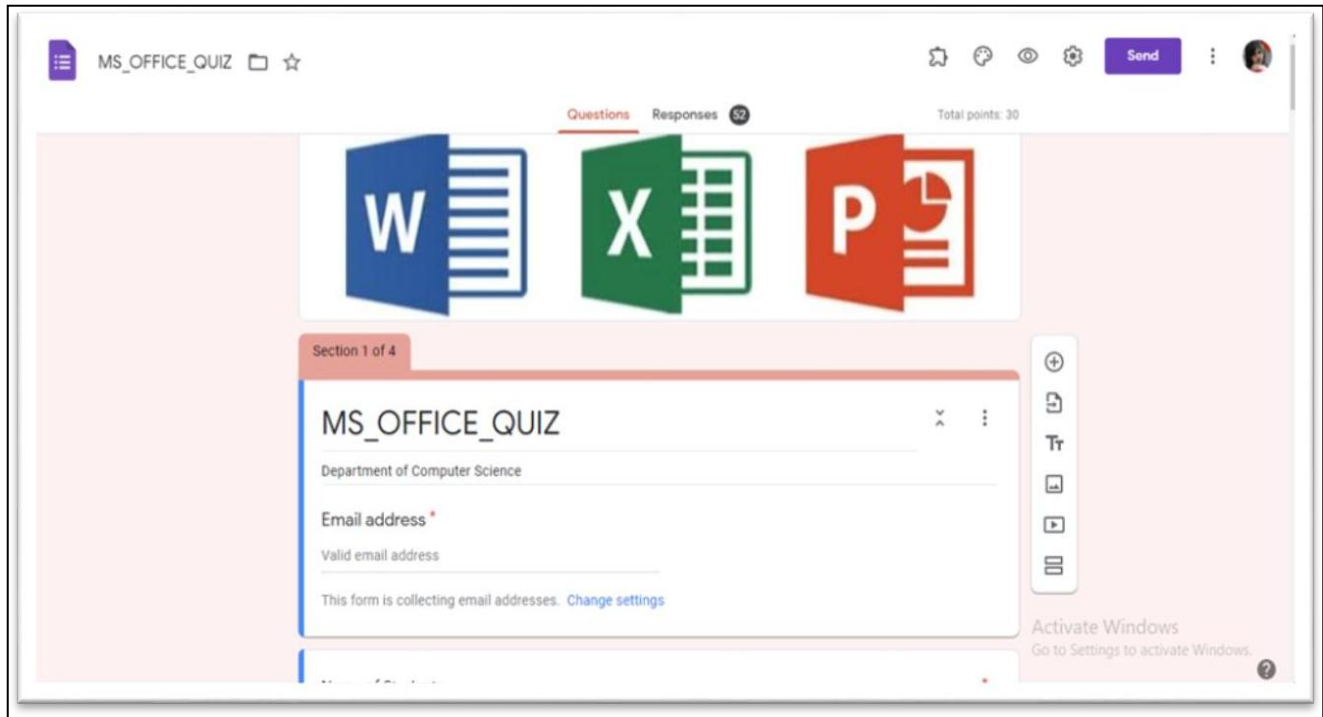 MS_OFFICE_QUIZ
Send
Questions Responses 52
Total points: 30
W X P
Section 1 of 4
MS_OFFICE_QUIZ
Department of Computer Science
Email address *
Valid email address
This form is collecting email addresses. Change settings
Tт
Activate Windows
Go to Settings to activate Windows.